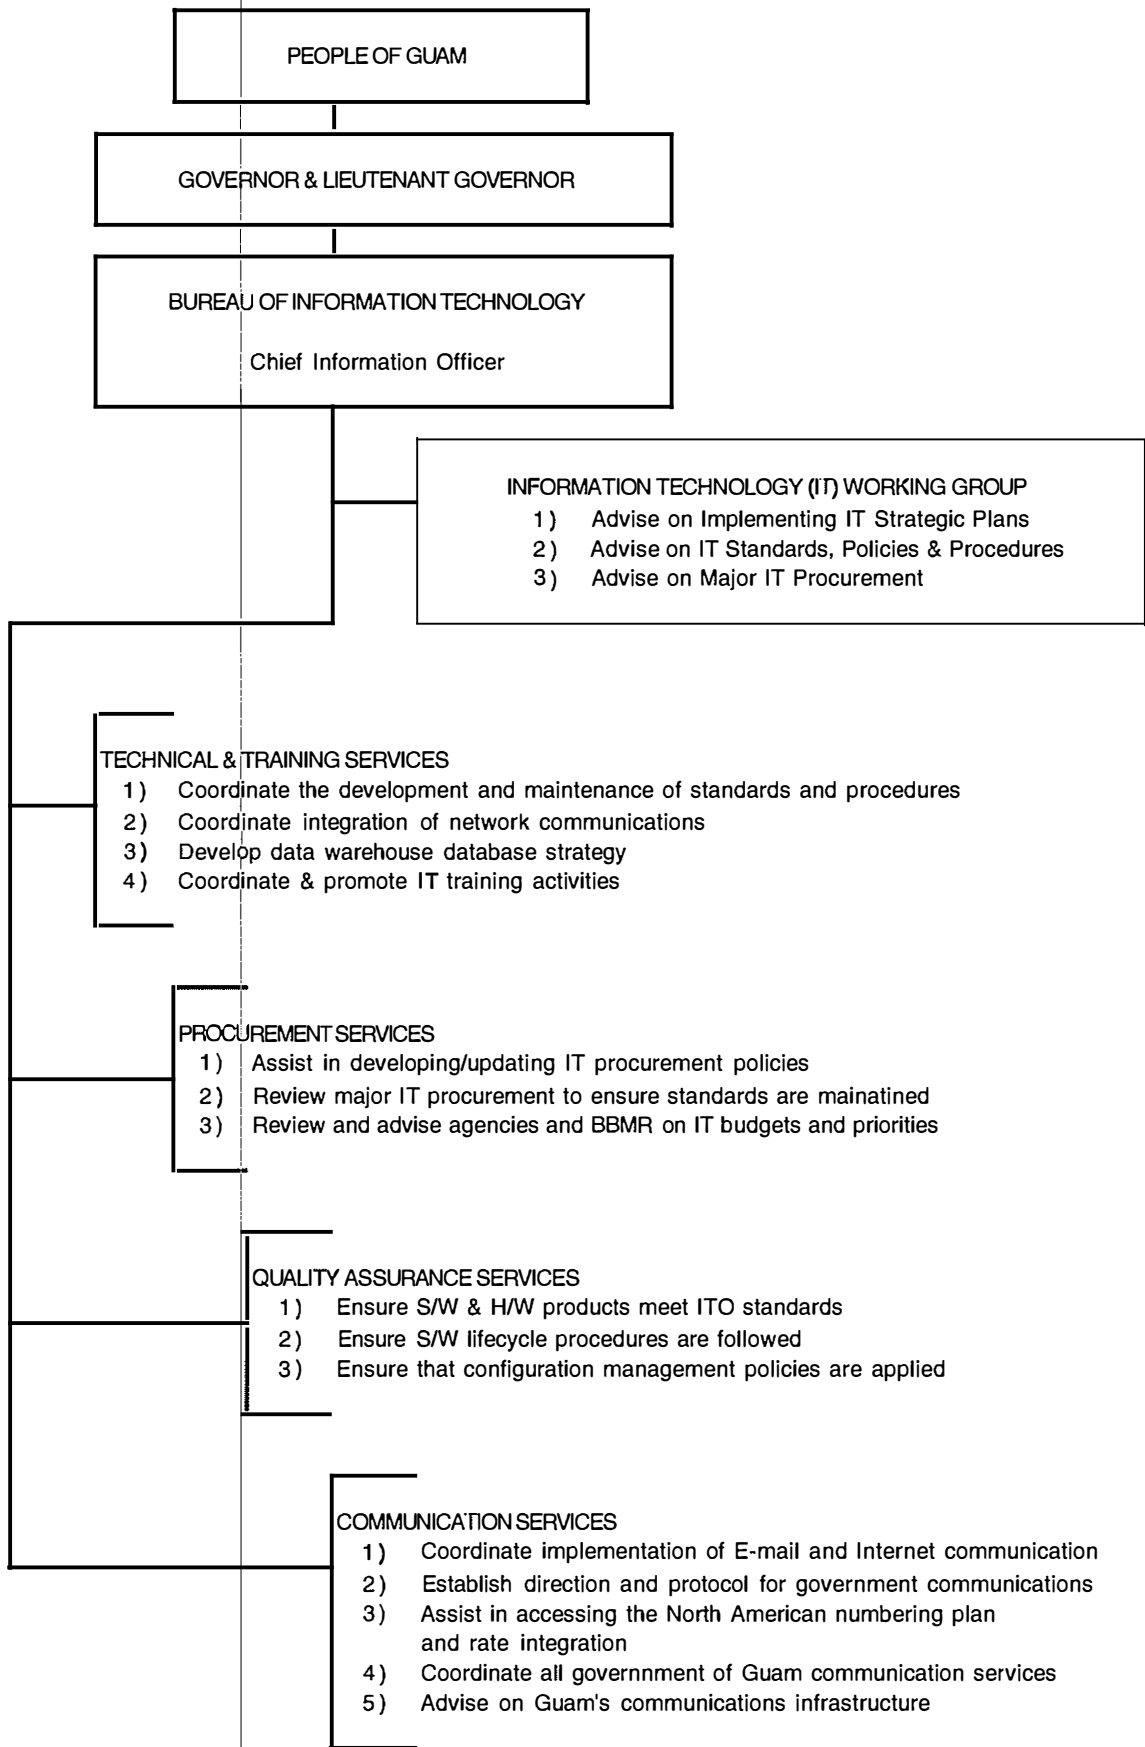 PEOPLE OF GUAM
GOVERNOR & LIEUTENANT GOVERNOR
BUREAU OF INFORMATION TECHNOLOGY
Chief Information Officer
INFORMATION TECHNOLOGY (IT) WORKING GROUP
1) Advise on Implementing IT Strategic Plans
2) Advise on IT Standards, Policies & Procedures
3) Advise on Major IT Procurement
TECHNICAL & TRAINING SERVICES
1) Coordinate the development and maintenance of standards and procedures
2) Coordinate integration of network communications
3) Develop data warehouse database strategy
4) Coordinate & promote IT training activities
PROCUREMENT SERVICES
1) Assist in developing/updating IT procurement policies
2) Review major IT procurement to ensure standards are mainatined
3) Review and advise agencies and BBMR on IT budgets and priorities
QUALITY ASSURANCE SERVICES
1) Ensure S/W & H/W products meet ITO standards
2) Ensure S/W lifecycle procedures are followed
3) Ensure that configuration management policies are applied
COMMUNICATION SERVICES
1) Coordinate implementation of E-mail and Internet communication
2) Establish direction and protocol for government communications
3) Assist in accessing the North American numbering plan
and rate integration
4) Coordinate all governnment of Guam communication services
5) Advise on Guam's communications infrastructure